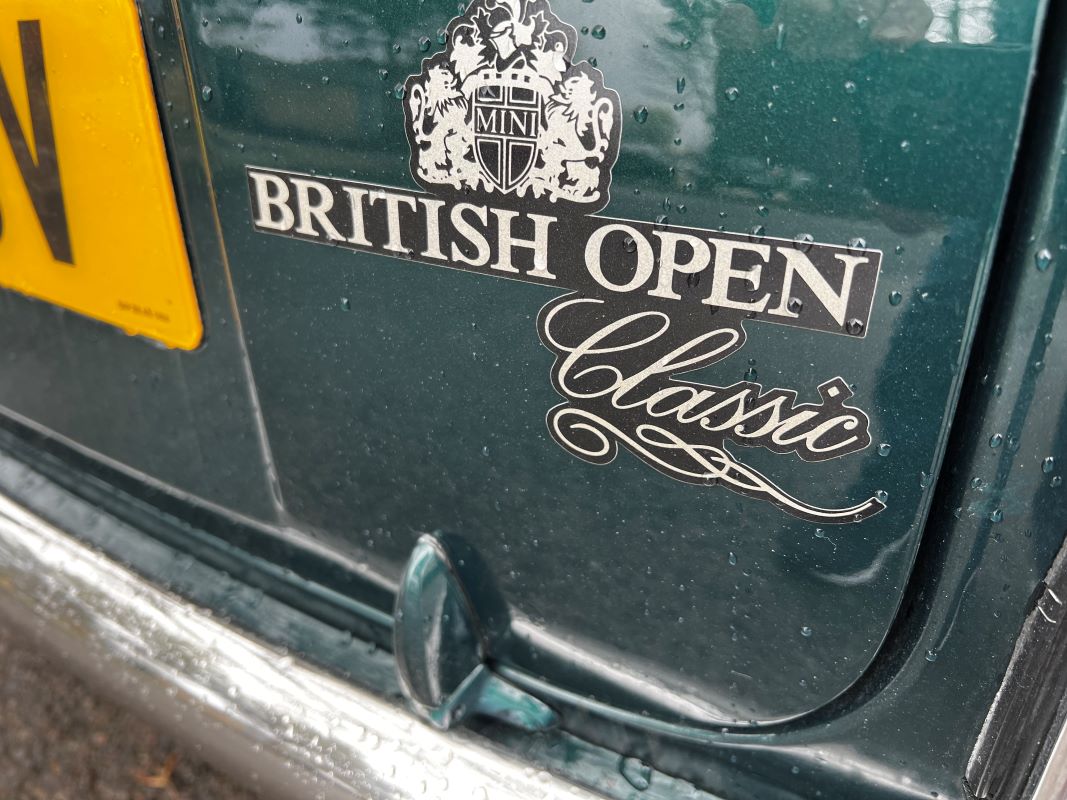 N
MINI
BRITISH OPEN
Classic